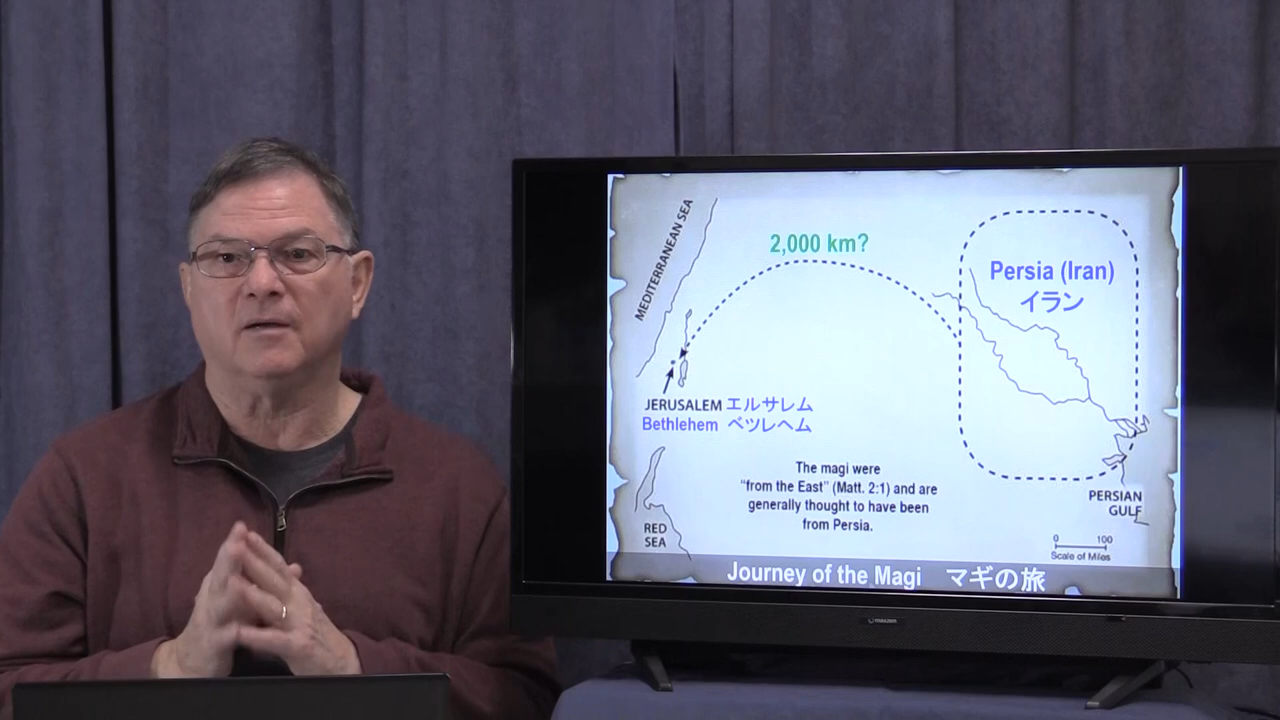 MEDITERRANEAN SEA
2,000 km?
Persia (Iran)
イラン
JERUSALEM エルサレム
Bethlehem ベツレヘム
The magi were
"from the East" (Matt. 2:1) and are
generally thought to have been
from Persia.
RED
SEA
PERSIAN
GULF
0 100
Scale of Miles
Journey of the Magi マギの旅